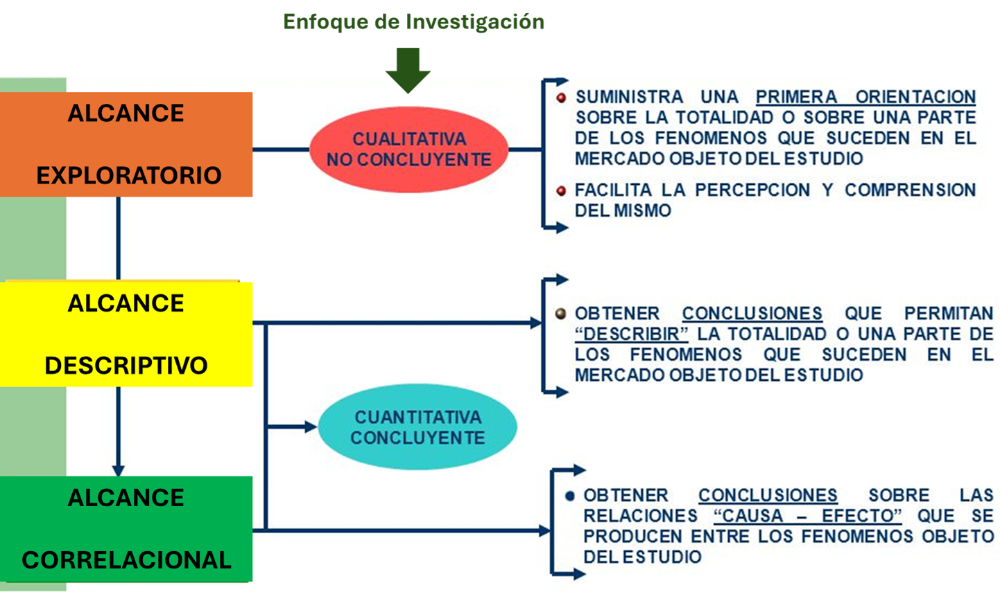 Enfoque de Investigación
ALCANCE
EXPLORATORIO
CUALITATIVA
NO CONCLUYENTE
SUMINISTRA UNA PRIMERA ORIENTACION
SOBRE LA TOTALIDAD O SOBRE UNA PARTE
DE LOS FENOMENOS QUE SUCEDEN EN EL
MERCADO OBJETO DEL ESTUDIO
FACILITA LA PERCEPCION Y COMPRENSION
DEL MISMO
ALCANCE
DESCRIPTIVO
OBTENER CONCLUSIONES QUE PERMITAN
“DESCRIBIR” LA TOTALIDAD O UNA PARTE DE
LOS FENOMENOS QUE SUCEDEN EN EL
MERCADO OBJETO DEL ESTUDIO
CUANTITATIVA
CONCLUYENTE
ALCANCE
CORRELACIONAL
OBTENER CONCLUSIONES SOBRE LAS
RELACIONES “CAUSA – EFECTO” QUE SE
PRODUCEN ENTRE LOS FENOMENOS OBJETO
DEL ESTUDIO